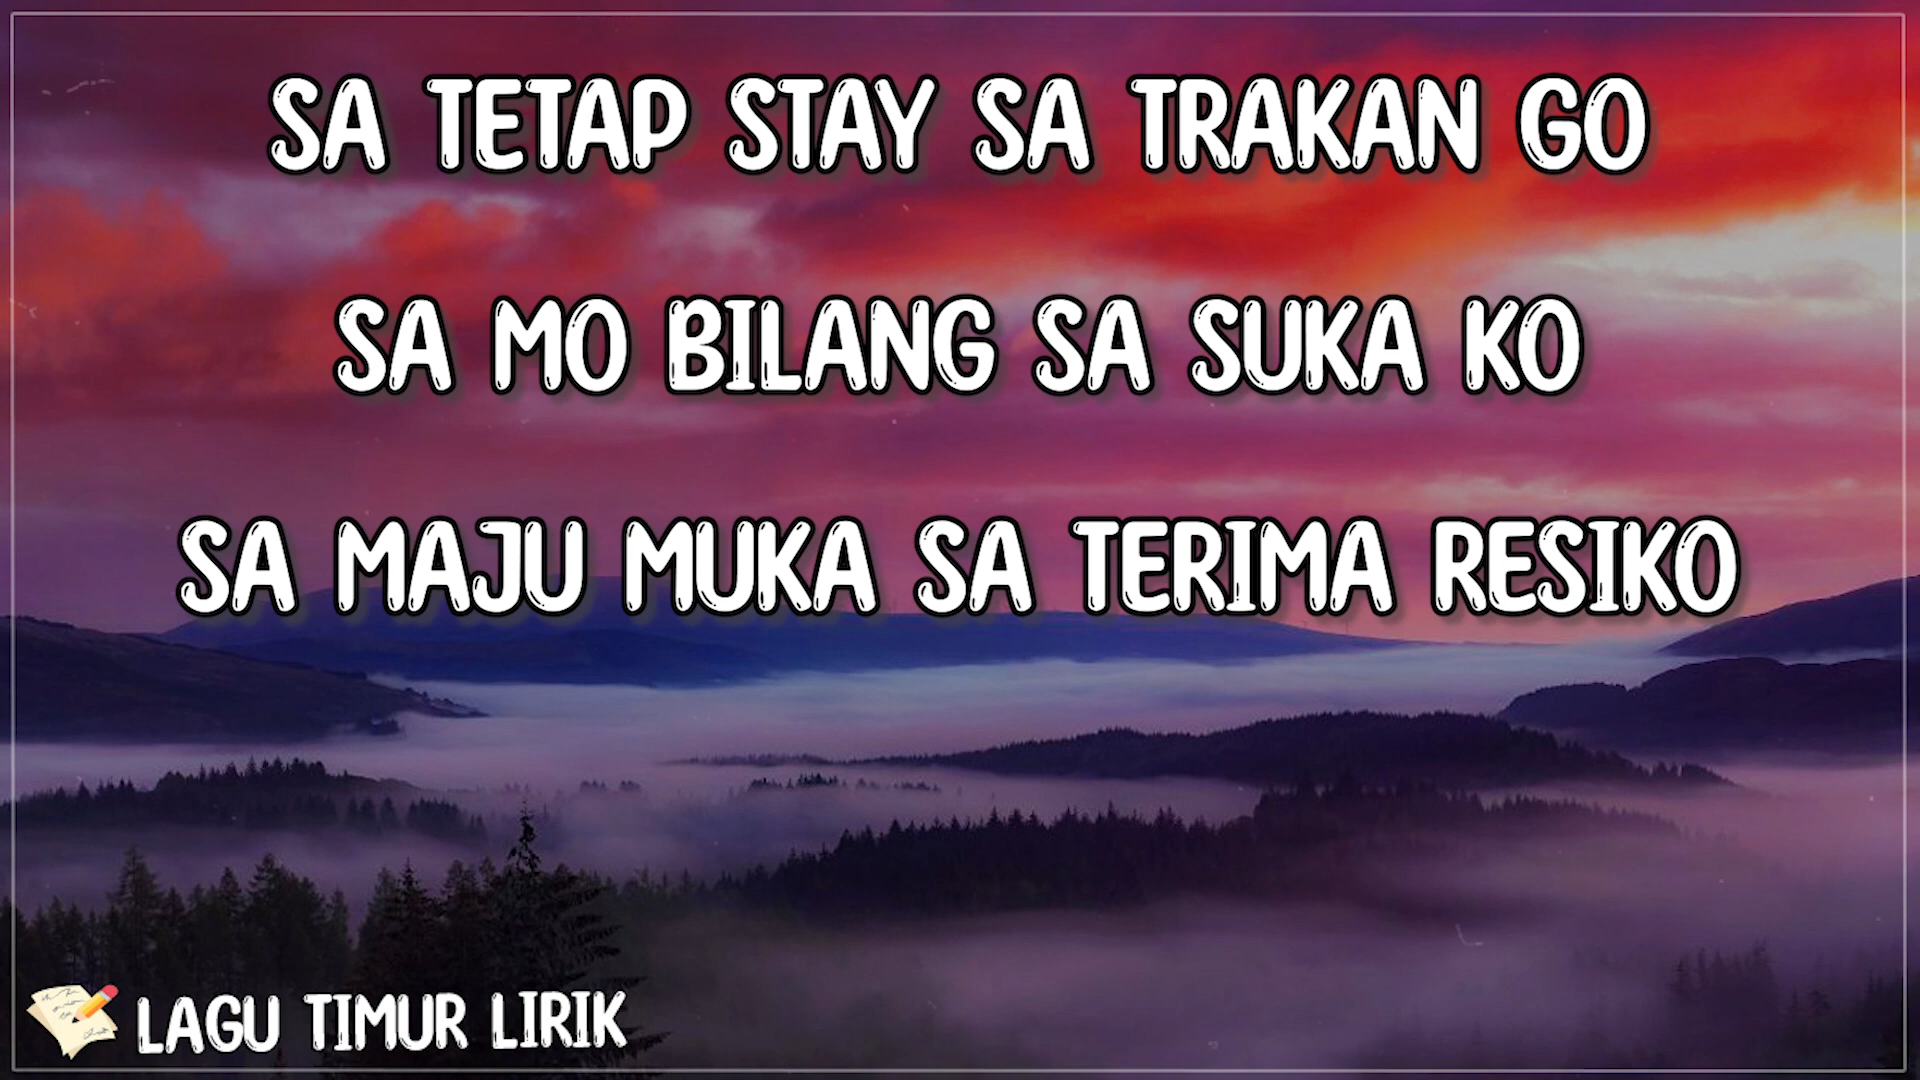 SA TETAP STAY SA TRAKAN GO
SA MO BILANG SA SUKA KO
SA MAJU MUKA SA TERIMA RESIKO
LAGU TIMUR LIRIK